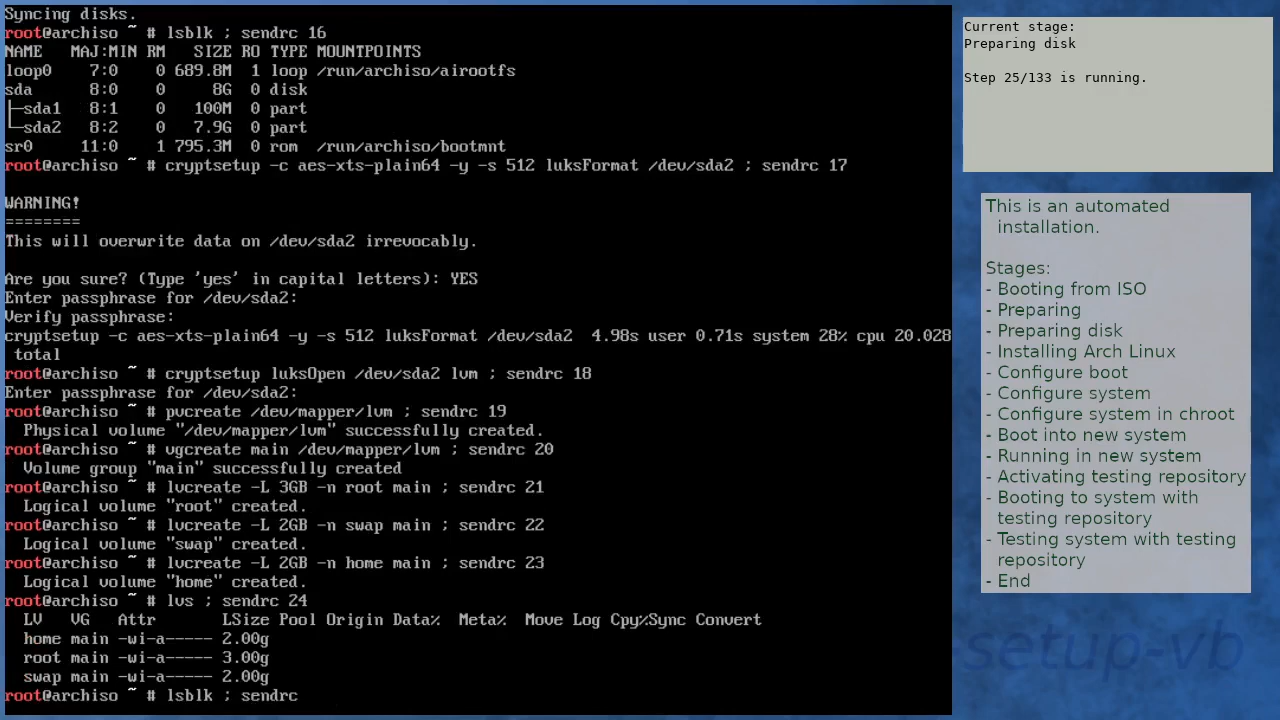 Syncing disks.
root@archiso ~ # lsblk ; sendrc 16
NAME   MAJ:MIN RM   SIZE RO TYPE MOUNTPOINTS
loop0    7:0    0 689.8M  1 loop /run/archiso/airootfs
sda      8:0    0     8G  0 disk
├─sda1   8:1    0   100M  0 part
└─sda2   8:2    0   7.9G  0 part
sr0     11:0    1 795.3M  0 rom  /run/archiso/bootmnt
root@archiso ~ # cryptsetup -c aes-xts-plain64 -y -s 512 luksFormat /dev/sda2 ; sendrc 17

WARNING!
========
This will overwrite data on /dev/sda2 irrevocably.

Are you sure? (Type 'yes' in capital letters): YES
Enter passphrase for /dev/sda2:
Verify passphrase:
cryptsetup -c aes-xts-plain64 -y -s 512 luksFormat /dev/sda2  4.98s user 0.71s system 28% cpu 20.028
 total
root@archiso ~ # cryptsetup luksOpen /dev/sda2 lvm ; sendrc 18
Enter passphrase for /dev/sda2:
root@archiso ~ # pvcreate /dev/mapper/lvm ; sendrc 19
  Physical volume "/dev/mapper/lvm" successfully created.
root@archiso ~ # vgcreate main /dev/mapper/lvm ; sendrc 20
  Volume group "main" successfully created
root@archiso ~ # lvcreate -L 3GB -n root main ; sendrc 21
  Logical volume "root" created.
root@archiso ~ # lvcreate -L 2GB -n swap main ; sendrc 22
  Logical volume "swap" created.
root@archiso ~ # lvcreate -L 2GB -n home main ; sendrc 23
  Logical volume "home" created.
root@archiso ~ # lvs ; sendrc 24
  LV   VG   Attr       LSize Pool Origin Data%  Meta%  Move Log Cpy%Sync Convert
  home main -wi-a----- 2.00g
  root main -wi-a----- 3.00g
  swap main -wi-a----- 2.00g
root@archiso ~ # lsblk ; sendrc
Current stage:
Preparing disk

Step 25/133 is running.
This is an automated
installation.

Stages:
- Booting from ISO
- Preparing
- Preparing disk
- Installing Arch Linux
- Configure boot
- Configure system
- Configure system in chroot
- Boot into new system
- Running in new system
- Activating testing repository
- Booting to system with
testing repository
- Testing system with testing
repository
- End
setup-vb